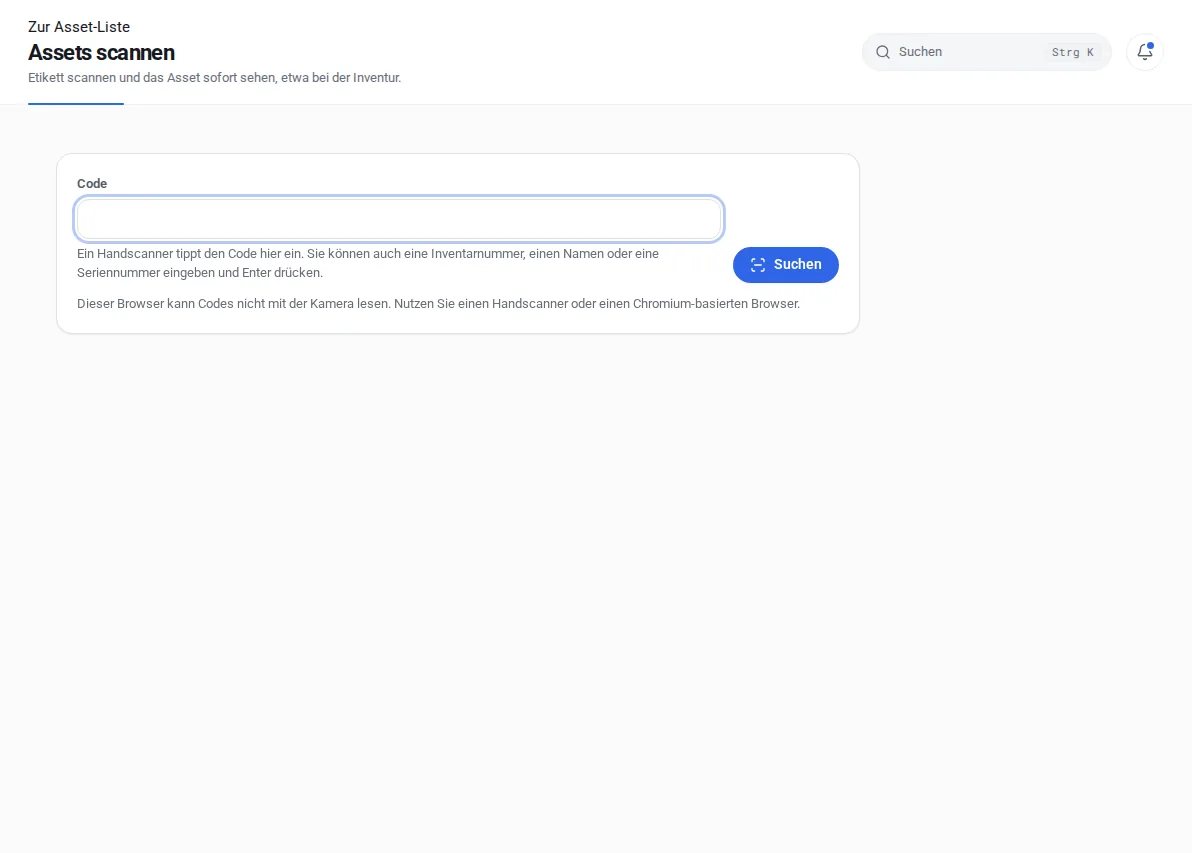 Zur Asset-Liste
Assets scannen
Etikett scannen und das Asset sofort sehen, etwa bei der Inventur.
Suchen Strg K
Code
Ein Handscanner tippt den Code hier ein. Sie können auch eine Inventarnummer, einen Namen oder eine
Seriennummer eingeben und Enter drücken.
Suchen
Dieser Browser kann Codes nicht mit der Kamera lesen. Nutzen Sie einen Handscanner oder einen Chromium-basierten Browser.